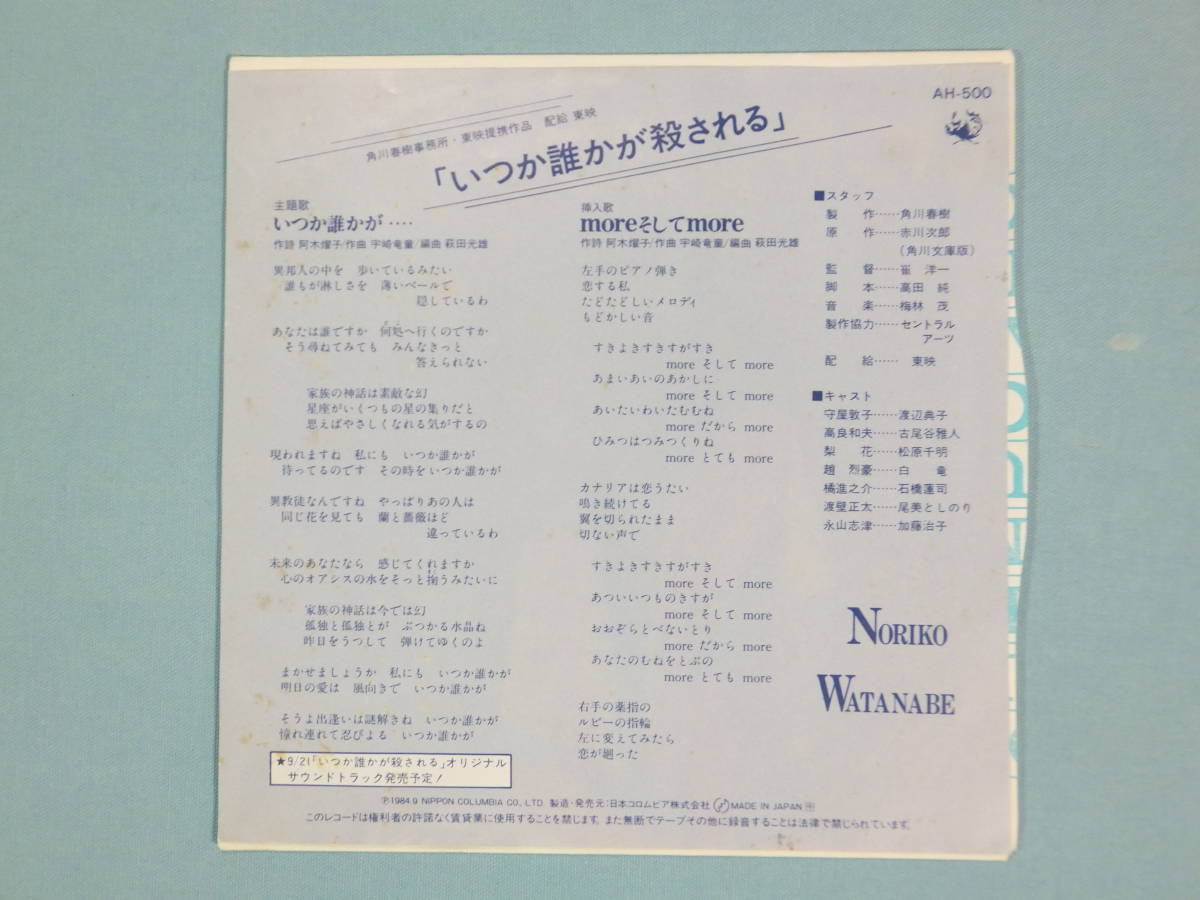 AH-500
角川春樹事務所・東映提携作品　配給 東映
「いつか誰かが殺される」
主題歌
いつか誰かが‥‥
作詩 阿木燿子/作曲 宇崎竜童/編曲 萩田光雄
異邦人の中を　歩いているみたい
誰もが淋しさを　薄いベールで
隠しているわ
あなたは誰ですか　何処へ行くのですか
そう尋ねてみても　みんなきっと
答えられない
家族の神話は素敵な幻
星座がいくつもの星の集りだと
思えばやさしくなれる気がするの
現われますね　私にも　いつか誰かが
待ってるのです　その時をいつか誰かが
異教徒なんですね　やっぱりあの人は
同じ花を見ても　蘭と薔薇ほど
違っているわ
未来のあなたなら　感じてくれますか
心のオアシスの水をそっと掬うみたいに
家族の神話は今では幻
孤独と孤独とが　ぶつかる水晶ね
昨日をうつして　弾けてゆくのよ
まかせましょうか　私にも　いつか誰かが
明日の愛は　風向きで　いつか誰かが
そうよ出逢いは謎解きね　いつか誰かが
憧れ連れて忍びよる　いつか誰かが
★9/21「いつか誰かが殺される」オリジナル
サウンドトラック発売予定！
挿入歌
moreそしてmore
作詩 阿木燿子/作曲 宇崎竜童/編曲 萩田光雄
左手のピアノ弾き
恋する私
たどたどしいメロディ
もどかしい音
すきよきすきすがすき
more そして more
あまいあいのあかしに
more そして more
あいたいわいたむむね
more だから more
ひみつはつみつくりね
more とても more
カナリアは恋うたい
鳴き続けてる
翼を切られたまま
切ない声で
すきよきすきすがすき
more そして more
あついいつものきすが
more そして more
おおぞらとべないとり
more だから more
あなたのむねをとぶの
more とても more
右手の薬指の
ルビーの指輪
左に変えてみたら
恋が廻った
■スタッフ
製　作……角川春樹
原　作……赤川次郎
（角川文庫版）
監　督……崔　洋一
脚　本……高田　純
音　楽……梅林　茂
製作協力……セントラル
アーツ
配　給……　東映
■キャスト
守屋敦子……渡辺典子
高良和夫……古尾谷雅人
梨　花……松原千明
趙　烈豪……白　竜
橘進之介……石橋蓮司
渡壁正太……尾美としのり
永山志津……加藤治子
NORIKO
WATANABE
Ⓟ1984.9 NIPPON COLUMBIA CO., LTD. 製造・発売元：日本コロムビア株式会社 MADE IN JAPAN
このレコードは権利者の許諾なく賃貸業に使用することを禁じます。また無断でテープその他に録音することは法律で禁じられています。